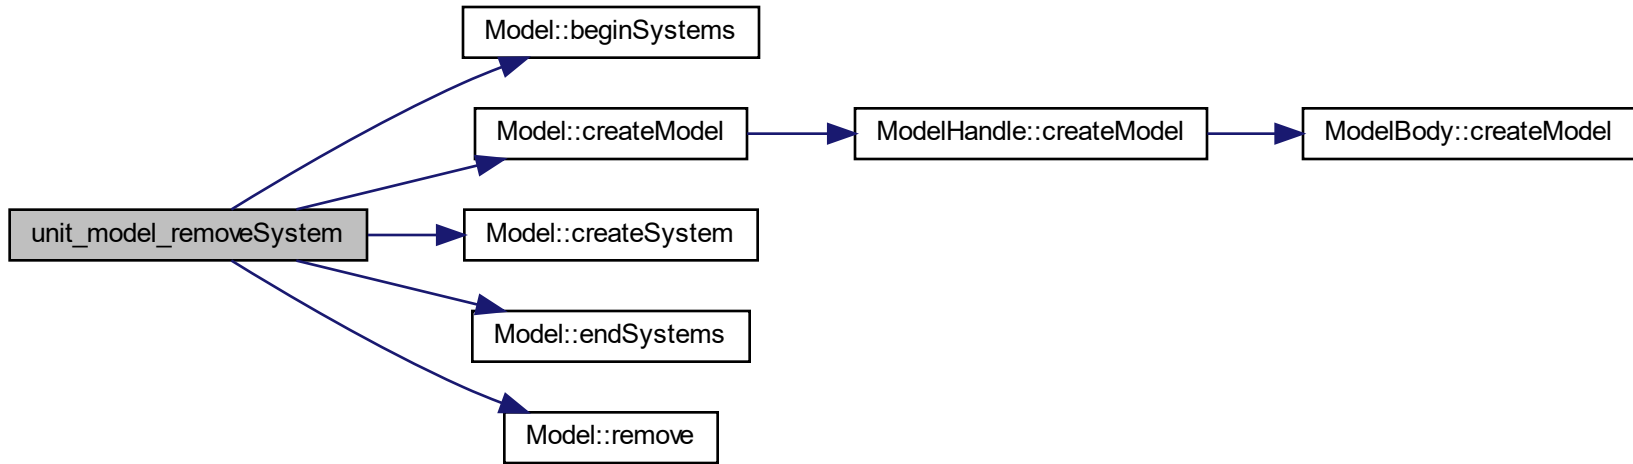 Model::beginSystems
Model::createModel
ModelHandle::createModel
ModelBody::createModel
unit_model_removeSystem
Model::createSystem
Model::endSystems
Model::remove